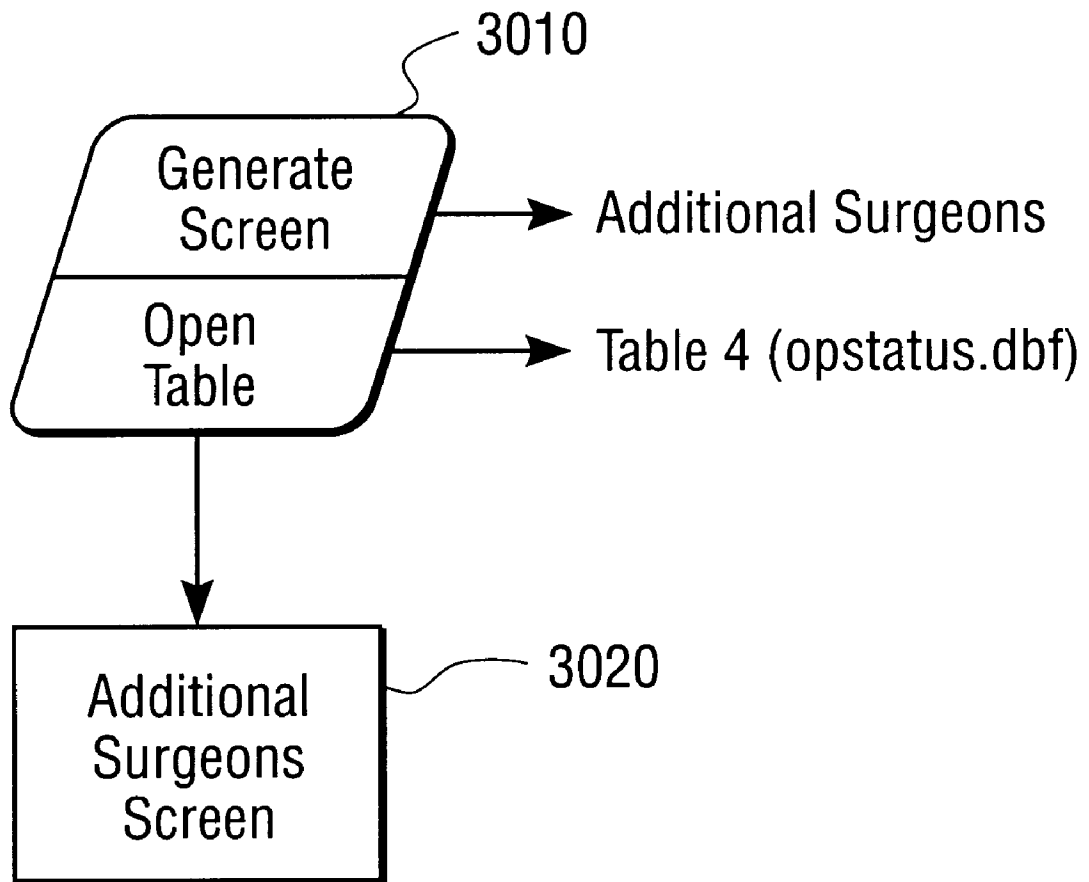 3010
Generate
Screen
Additional Surgeons
Open
Table
Table 4 (opstatus.dbf)
3020
Additional
Surgeons
Screen